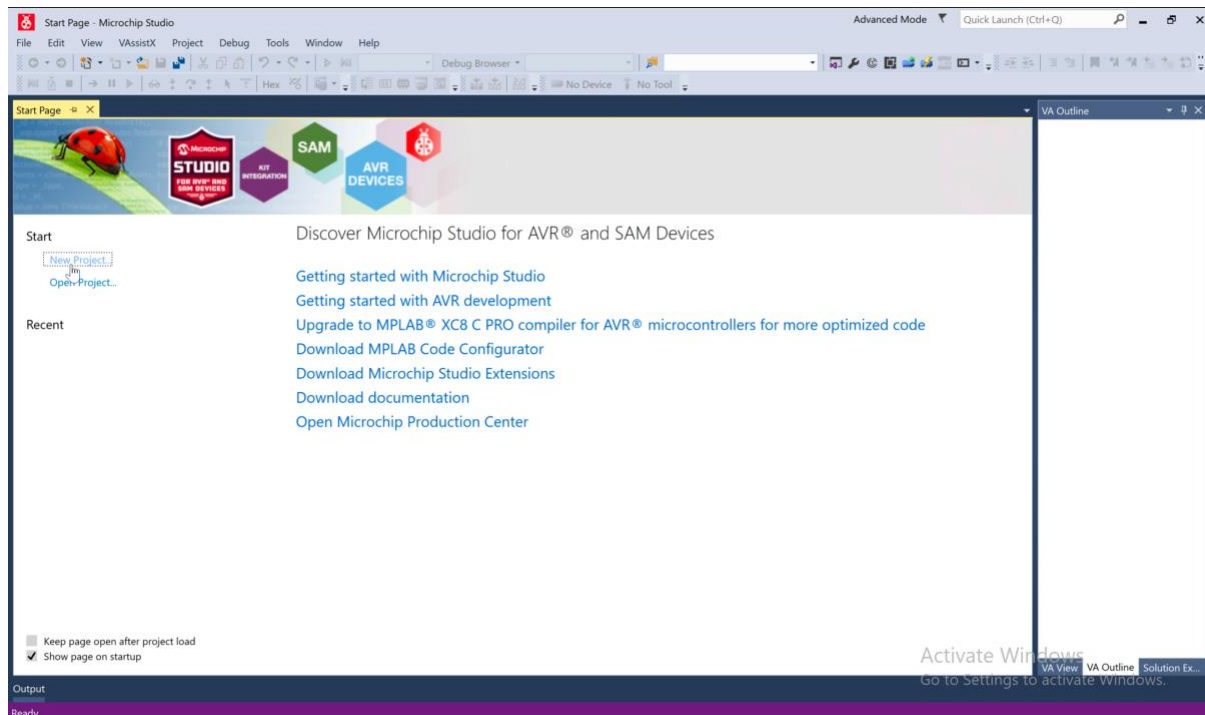 Start Page - Microchip Studio
Advanced Mode
Quick Launch (Ctrl+Q)
File Edit View VAssistX Project Debug Tools Window Help
Debug Browser
Hex
No Device
No Tool
Start Page
VA Outline
MICROCHIP
STUDIO
FOR AVR® AND
SAM DEVICES
KIT
INTEGRATION
SAM
AVR
DEVICES
Start
New Project...
Open Project...
Recent
Discover Microchip Studio for AVR® and SAM Devices
Getting started with Microchip Studio
Getting started with AVR development
Upgrade to MPLAB® XC8 C PRO compiler for AVR® microcontrollers for more optimized code
Download MPLAB Code Configurator
Download Microchip Studio Extensions
Download documentation
Open Microchip Production Center
Keep page open after project load
Show page on startup
Activate Windows
Go to Settings to activate Windows.
VA View VA Outline Solution Ex...
Output
Ready